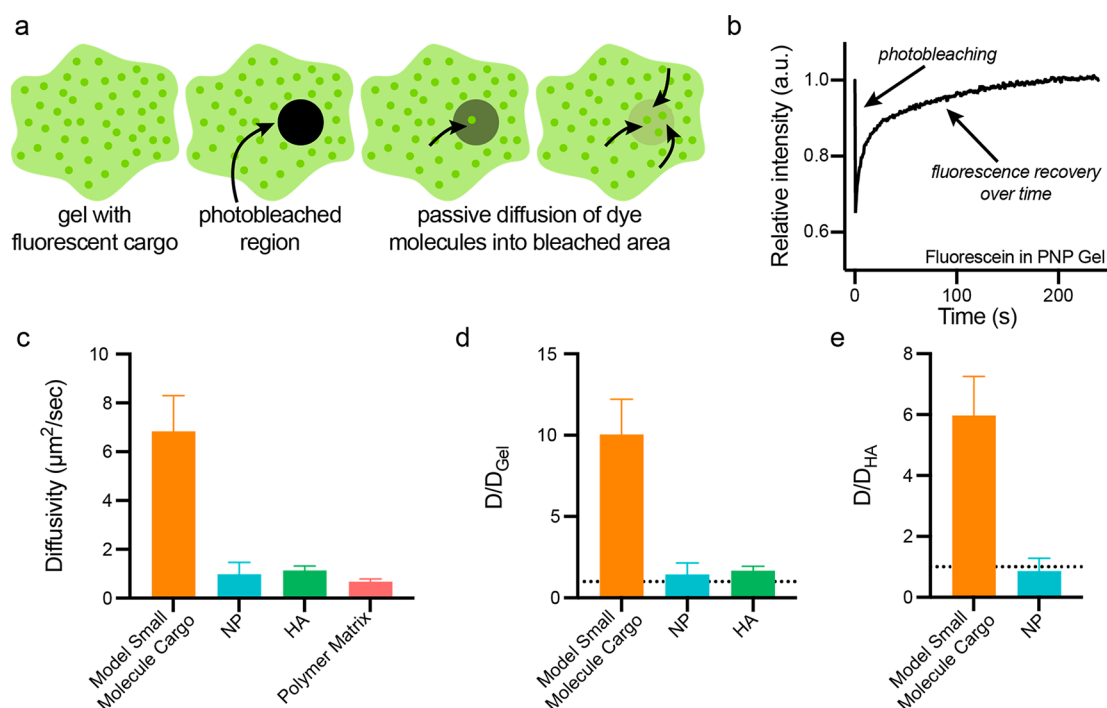 a
gel with
fluorescent cargo
photobleached
region
passive diffusion of dye
molecules into bleached area
b
Relative intensity (a.u.)
1.0
0.8
0.6
photobleaching
fluorescence recovery
over time
Fluorescein in PNP Gel
0
100
200
Time (s)
c
Diffusivity (µm²/sec)
10
8
6
4
2
0
Model Small
Molecule Cargo
NP
HA
Polymer Matrix
d
D/D_Gel
15
10
5
0
Model Small
Molecule Cargo
NP
HA
e
D/D_HA
8
6
4
2
0
Model Small
Molecule Cargo
NP